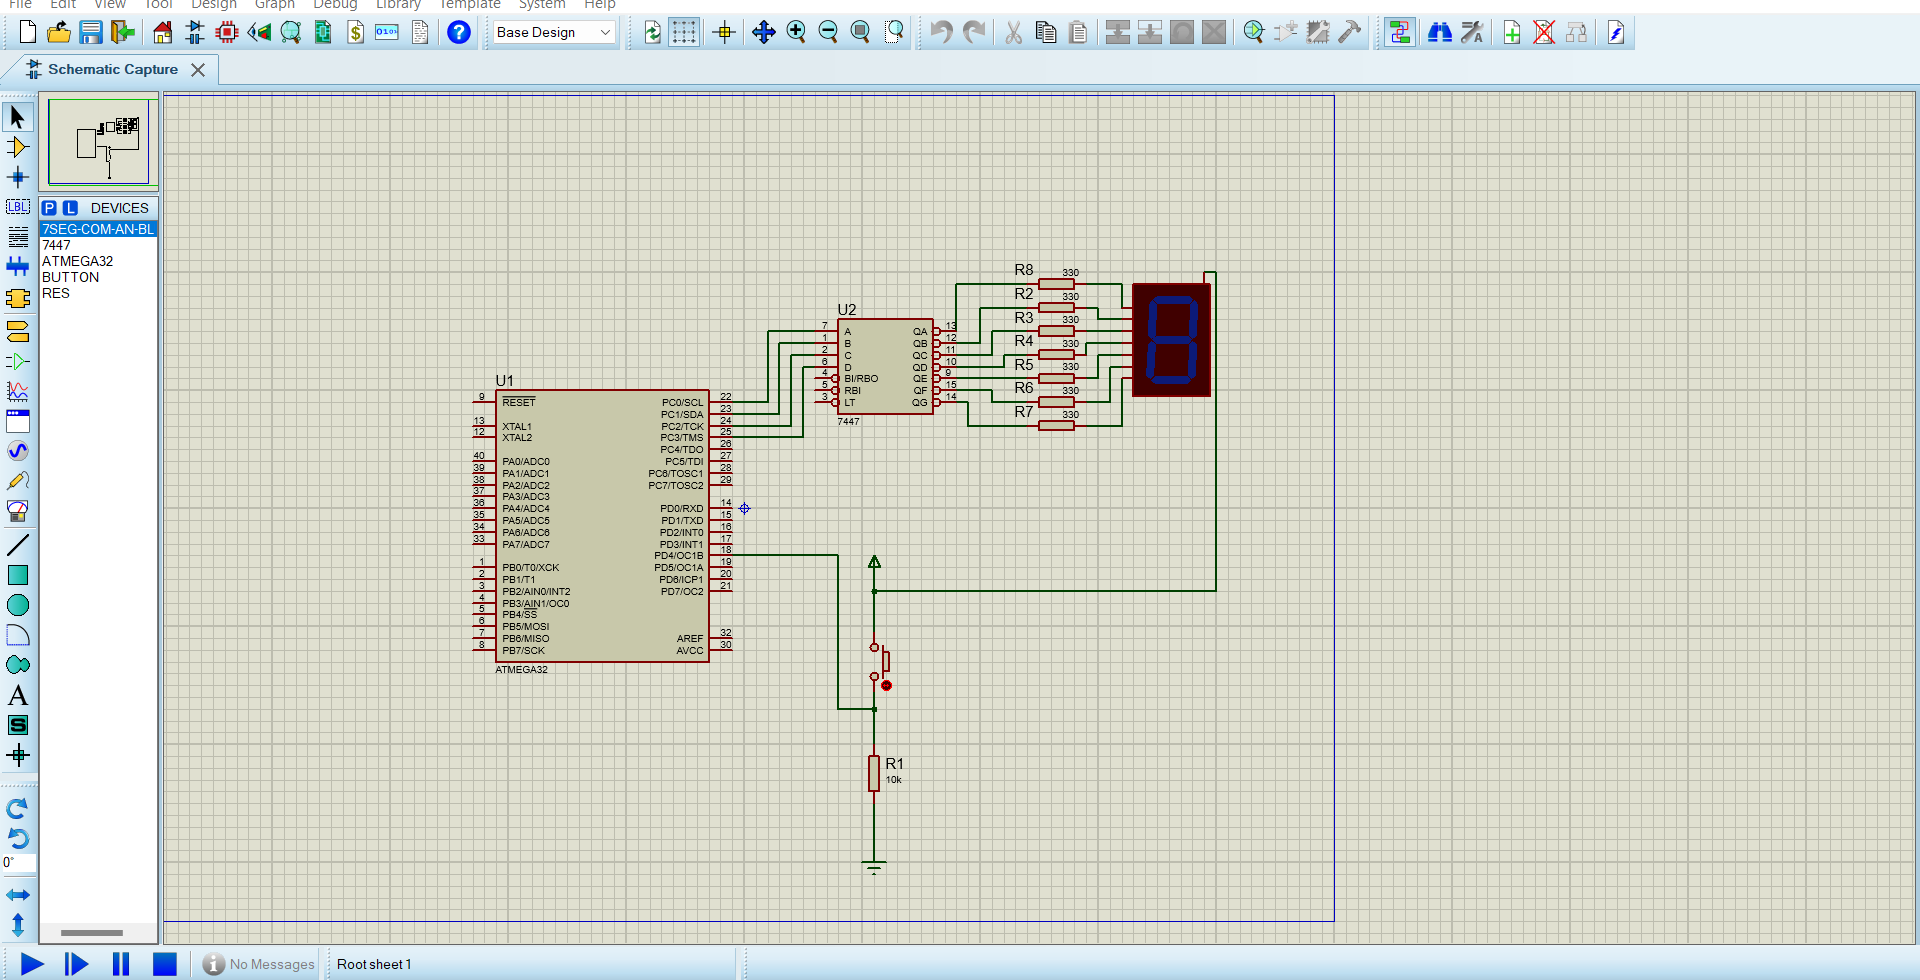 File Edit View Tool Design Graph Debug Library Template System Help
Base Design
Schematic Capture
P L DEVICES
7SEG-COM-AN-BL
7447
ATMEGA32
BUTTON
RES
LBL
A
S
0°
U1
9 RESET
13 XTAL1
12 XTAL2
40 PA0/ADC0
39 PA1/ADC1
38 PA2/ADC2
37 PA3/ADC3
36 PA4/ADC4
35 PA5/ADC5
34 PA6/ADC6
33 PA7/ADC7
1 PB0/T0/XCK
2 PB1/T1
3 PB2/AIN0/INT2
4 PB3/AIN1/OC0
5 PB4/SS
6 PB5/MOSI
7 PB6/MISO
8 PB7/SCK
PC0/SCL 22
PC1/SDA 23
PC2/TCK 24
PC3/TMS 25
PC4/TDO 26
PC5/TDI 27
PC6/TOSC1 28
PC7/TOSC2 29
PD0/RXD 14
PD1/TXD 15
PD2/INT0 16
PD3/INT1 17
PD4/OC1B 18
PD5/OC1A 19
PD6/ICP1 20
PD7/OC2 21
AREF 32
AVCC 30
ATMEGA32
U2
7 A QA 13
1 B QB 12
2 C QC 11
6 D QD 10
4 BI/RBO QE 9
5 RBI QF 15
3 LT QG 14
7447
R8 330
R2 330
R3 330
R4 330
R5 330
R6 330
R7 330
R1
10k
No Messages
Root sheet 1